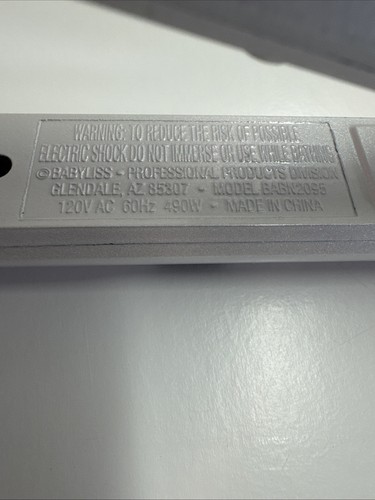 WARNING: TO REDUCE THE RISK OF POSSIBLE
ELECTRIC SHOCK DO NOT IMMERSE OR USE WHILE BATHING
© BABYLISS - PROFESSIONAL PRODUCTS DIVISION
GLENDALE, AZ 85307 - MODEL BABN2095
120V AC 60Hz 490W - MADE IN CHINA